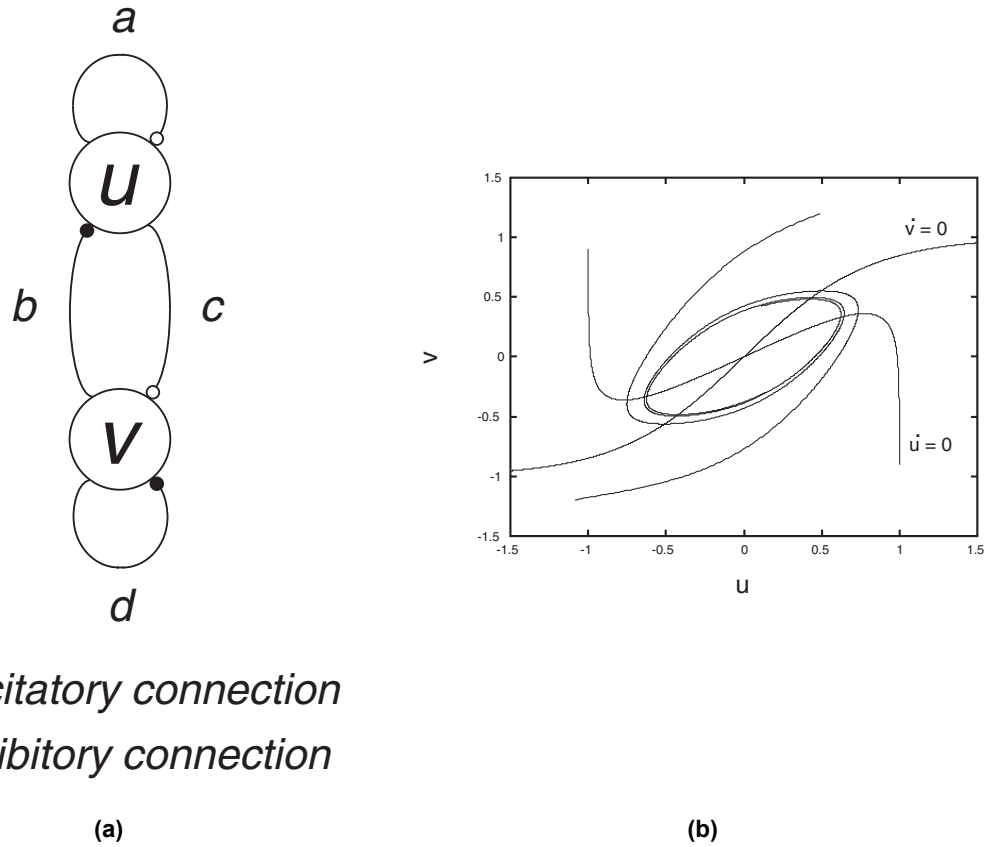 a
u
b
c
v
d
citatory connection
ibitory connection
(a)
1.5
1
0.5
0
-0.5
-1
-1.5
v
-1.5
-1
-0.5
0
0.5
1
1.5
u
v̇ = 0
u̇ = 0
(b)